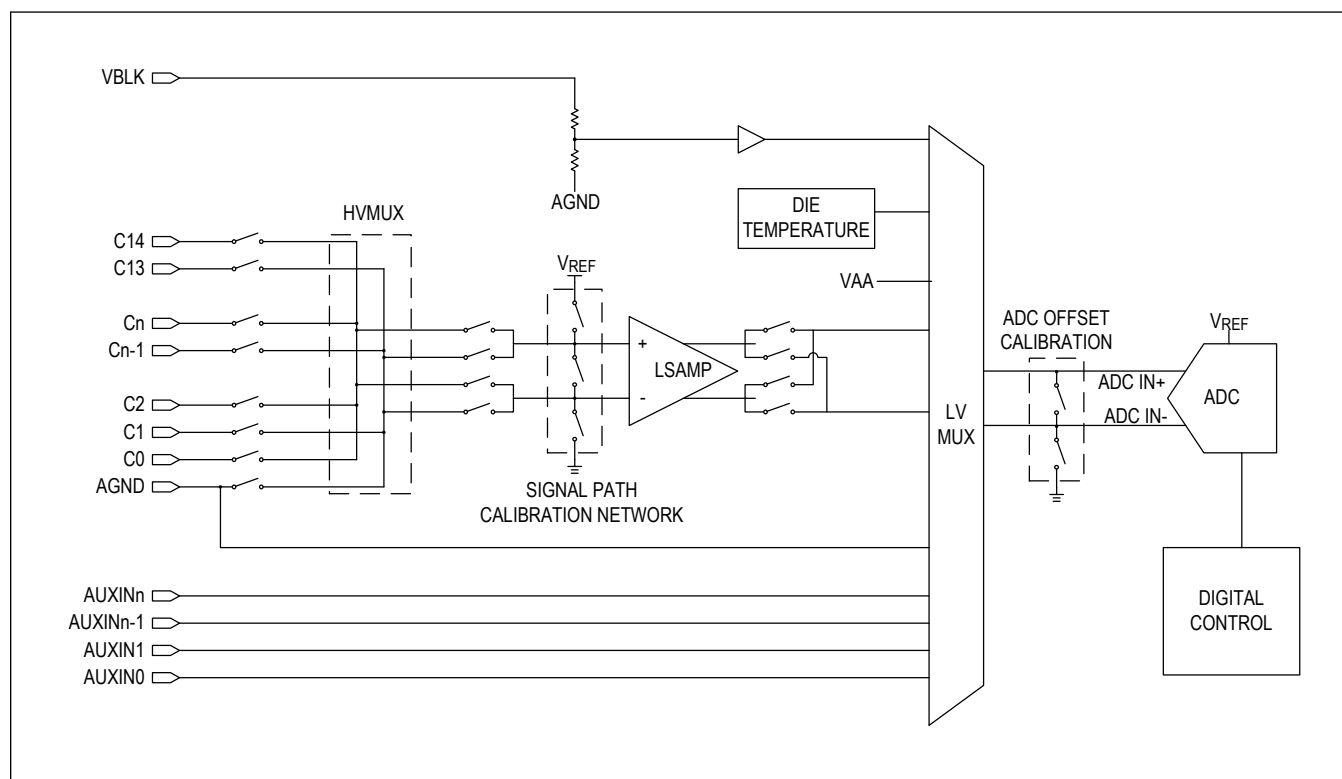 VBLK
AGND
HVMUX
DIE
TEMPERATURE
C14
C13
VREF
VAA
Cn
Cn-1
ADC OFFSET
CALIBRATION
VREF
+
LSAMP
-
ADC IN+
ADC
ADC IN-
C2
C1
C0
AGND
LV
MUX
SIGNAL PATH
CALIBRATION NETWORK
AUXINn
AUXINn-1
AUXIN1
AUXIN0
DIGITAL
CONTROL